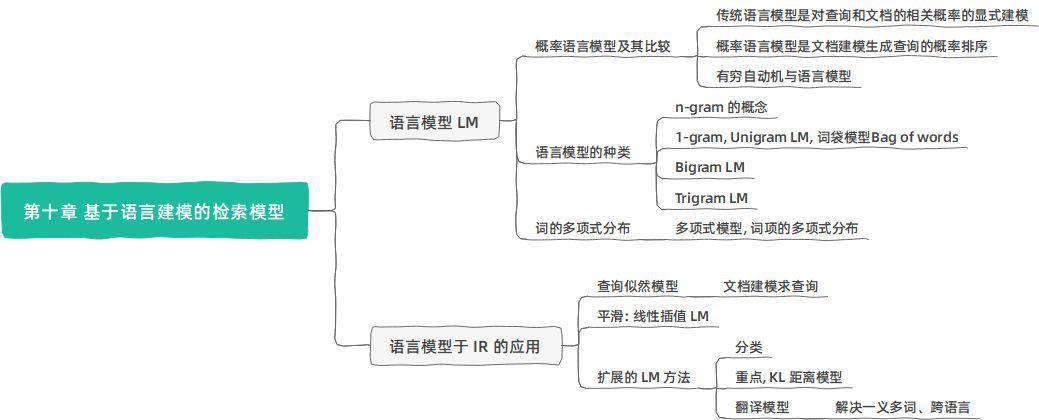 第十章 基于语言建模的检索模型
语言模型 LM
概率语言模型及其比较
传统语言模型是对查询和文档的相关概率的显式建模
概率语言模型是文档建模生成查询的概率排序
有穷自动机与语言模型
语言模型的种类
n-gram 的概念
1-gram, Unigram LM, 词袋模型Bag of words
Bigram LM
Trigram LM
词的多项式分布
多项式模型, 词项的多项式分布
语言模型于 IR 的应用
查询似然模型
文档建模求查询
平滑: 线性插值 LM
扩展的 LM 方法
分类
重点, KL 距离模型
翻译模型
解决一义多词、跨语言